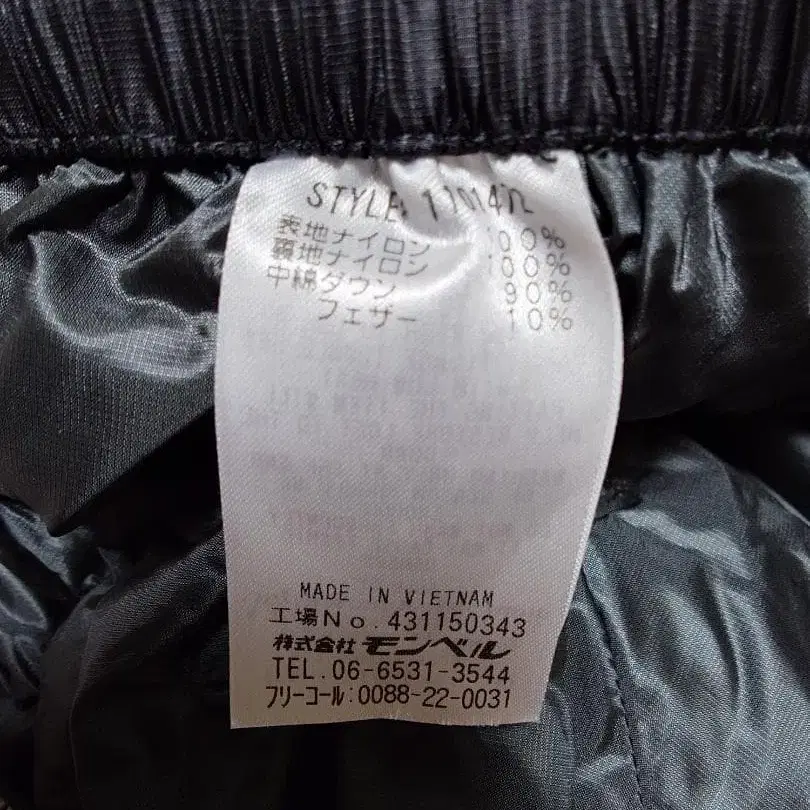 STYLE: 1101472
表地ナイロン 100%
裏地ナイロン 100%
中綿ダウン 90%
フェザー 10%
MADE IN VIETNAM
工場No.431150343
株式会社 モンベル
TEL.06-6531-3544
フリーコール:0088-22-0031